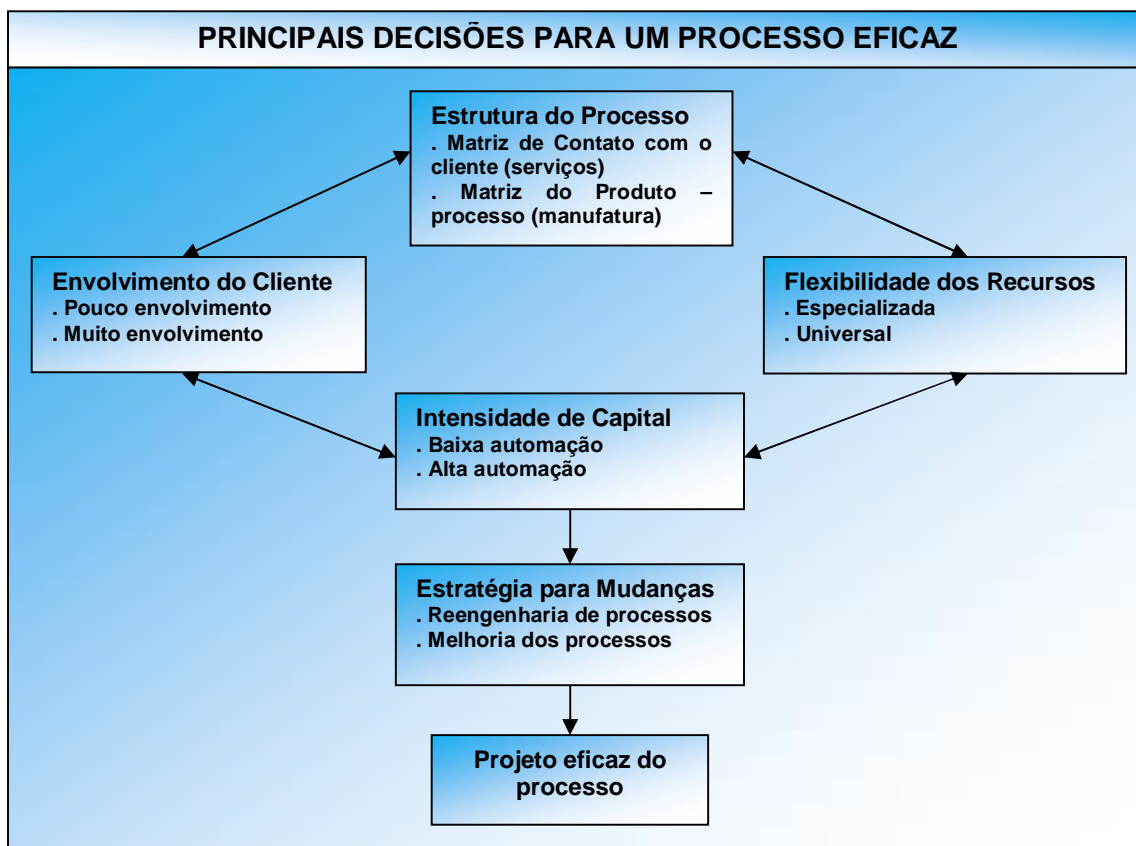 PRINCIPAIS DECISÕES PARA UM PROCESSO EFICAZ
Estrutura do Processo
. Matriz de Contato com o
cliente (serviços)
. Matriz do Produto –
processo (manufatura)
Envolvimento do Cliente
. Pouco envolvimento
. Muito envolvimento
Flexibilidade dos Recursos
. Especializada
. Universal
Intensidade de Capital
. Baixa automação
. Alta automação
Estratégia para Mudanças
. Reengenharia de processos
. Melhoria dos processos
Projeto eficaz do
processo